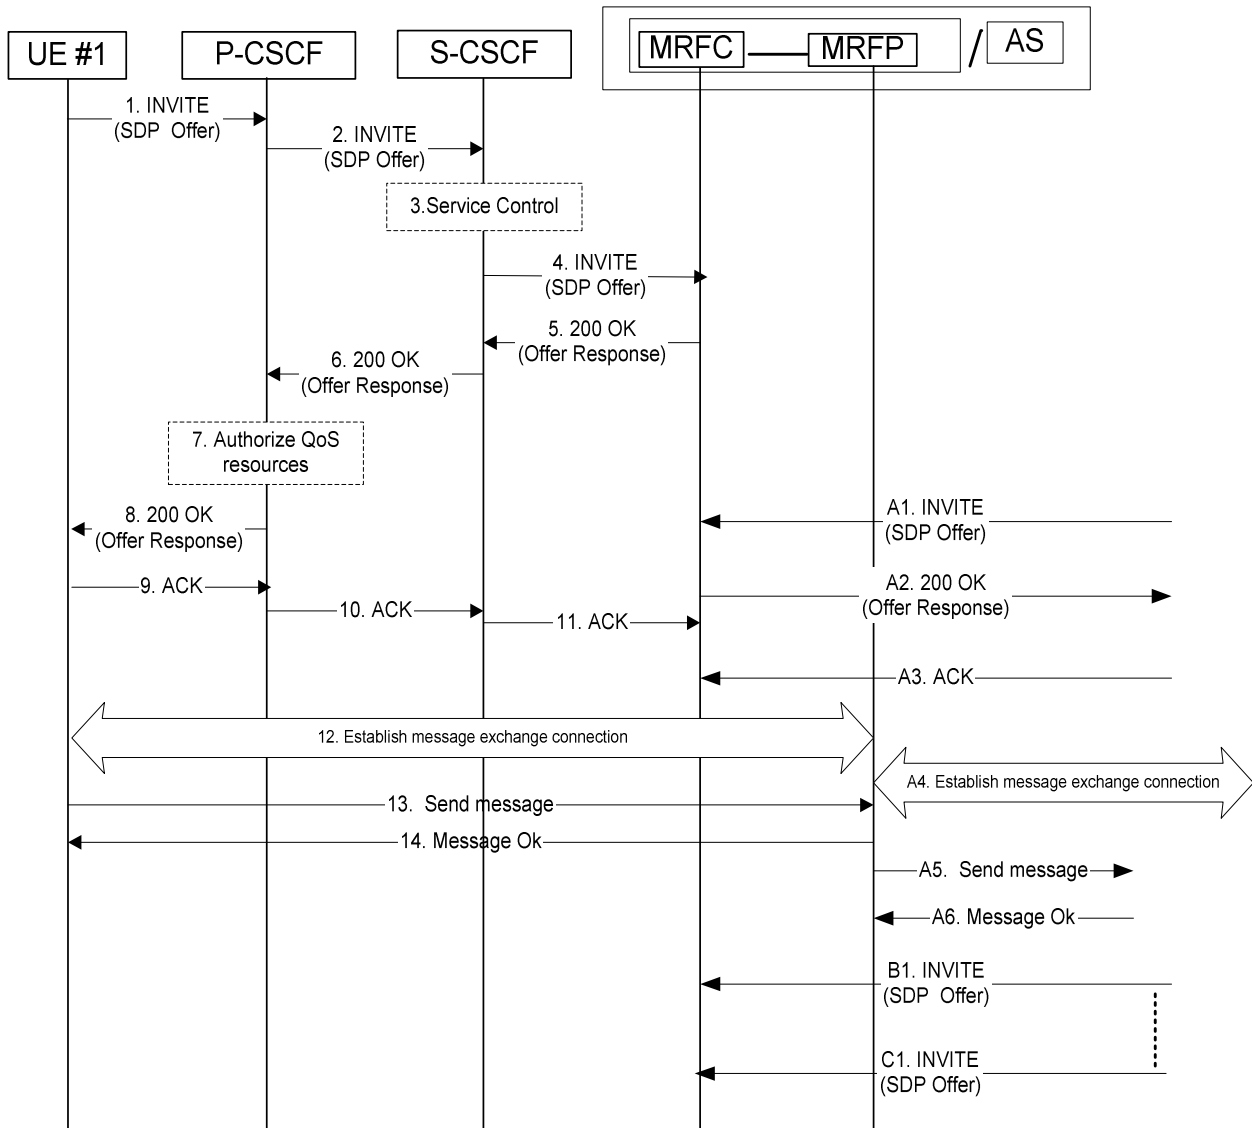 UE #1
P-CSCF
S-CSCF
MRFC
MRFP
/
AS
1. INVITE
(SDP Offer)
2. INVITE
(SDP Offer)
3.Service Control
4. INVITE
(SDP Offer)
5. 200 OK
(Offer Response)
6. 200 OK
(Offer Response)
7. Authorize QoS
resources
8. 200 OK
(Offer Response)
A1. INVITE
(SDP Offer)
9. ACK
A2. 200 OK
(Offer Response)
10. ACK
11. ACK
A3. ACK
12. Establish message exchange connection
A4. Establish message exchange connection
13. Send message
14. Message Ok
A5. Send message
A6. Message Ok
B1. INVITE
(SDP Offer)
C1. INVITE
(SDP Offer)